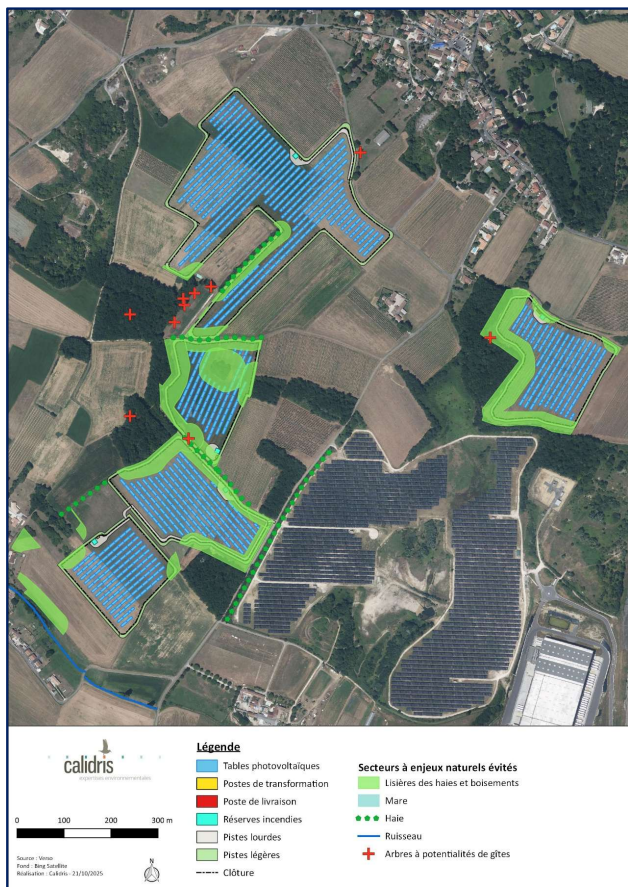 calidris
expertises environnementales
0 100 200 300 m
Source : Verso
Fond : Bing Satellite
Réalisation : Calidris - 21/10/2025
N
Légende
Tables photovoltaïques
Postes de transformation
Poste de livraison
Réserves incendies
Pistes lourdes
Pistes légères
Clôture
Secteurs à enjeux naturels évités
Lisières des haies et boisements
Mare
Haie
Ruisseau
Arbres à potentialités de gîtes